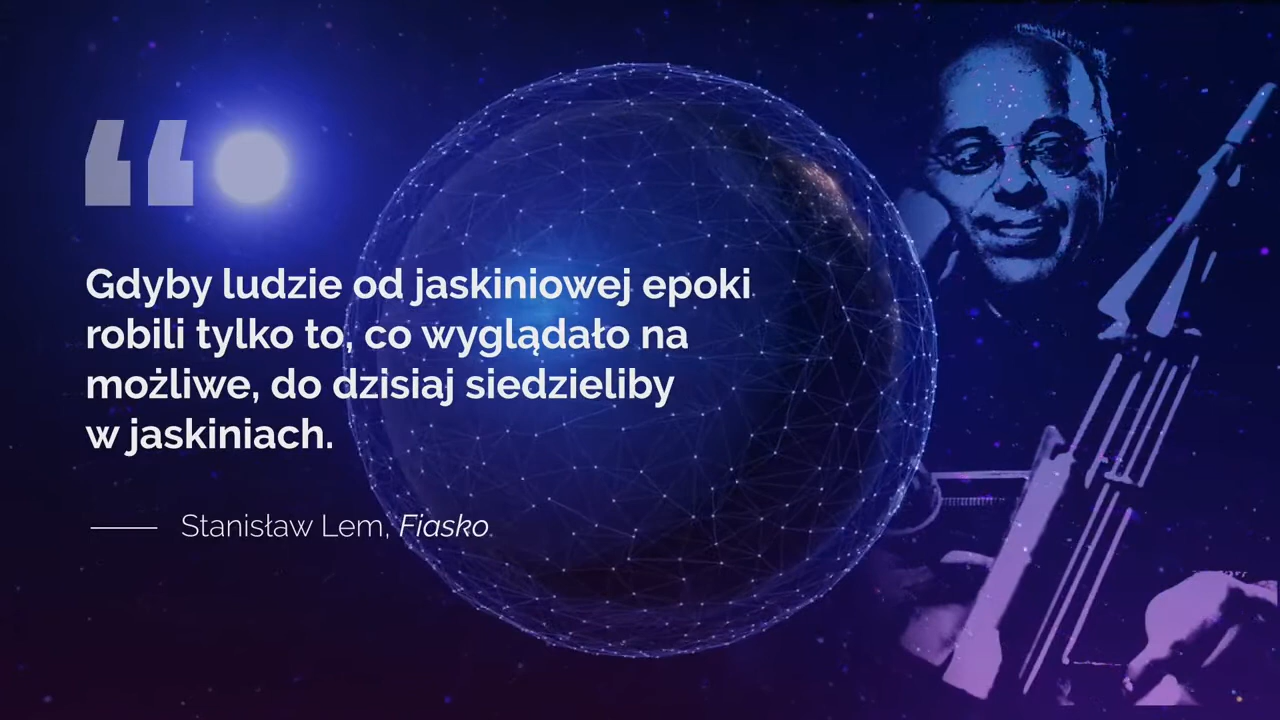 “
Gdyby ludzie od jaskiniowej epoki
robili tylko to, co wyglądało na
możliwe, do dzisiaj siedzieliby
w jaskiniach.
—— Stanisław Lem, Fiasko